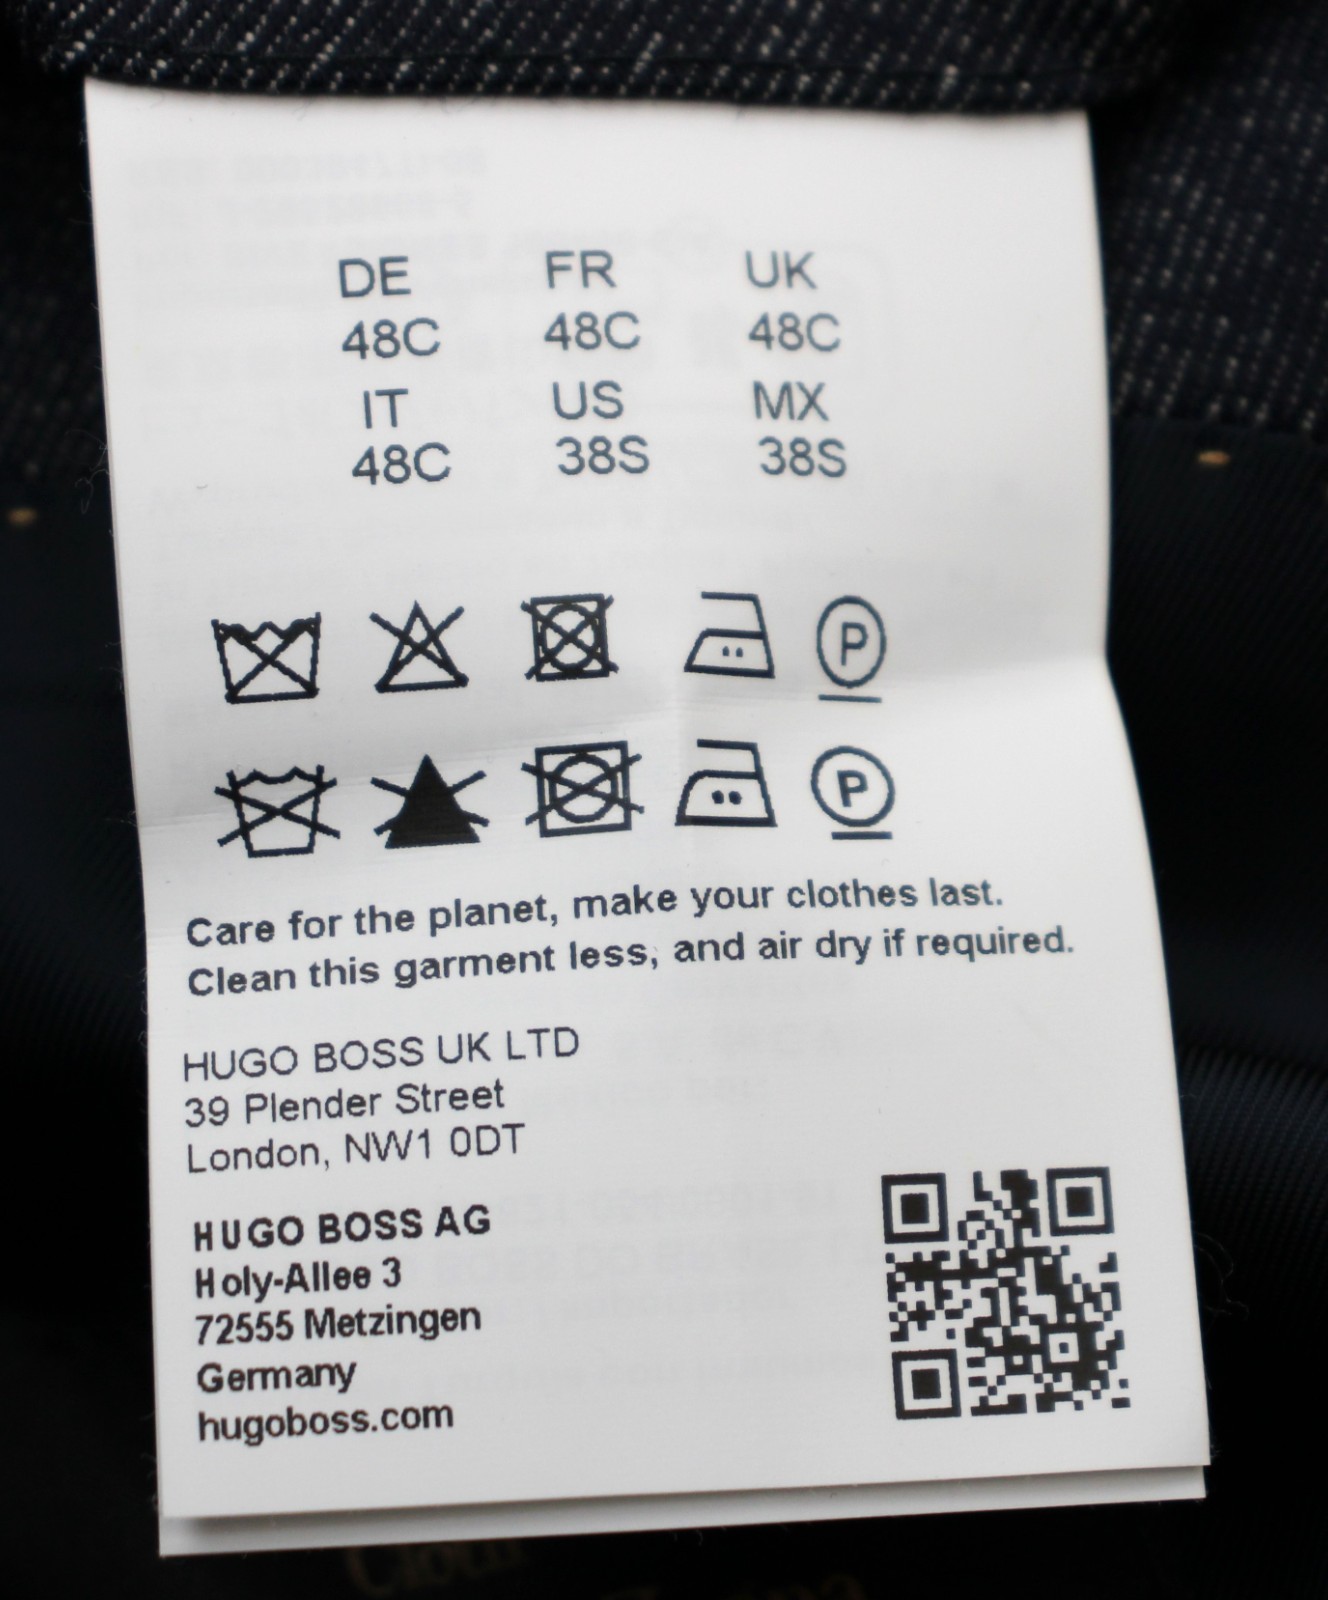 DE FR UK
48C 48C 48C
IT US MX
48C 38S 38S
P
P
Care for the planet, make your clothes last.
Clean this garment less, and air dry if required.
HUGO BOSS UK LTD
39 Plender Street
London, NW1 0DT
HUGO BOSS AG
Holy-Allee 3
72555 Metzingen
Germany
hugoboss.com